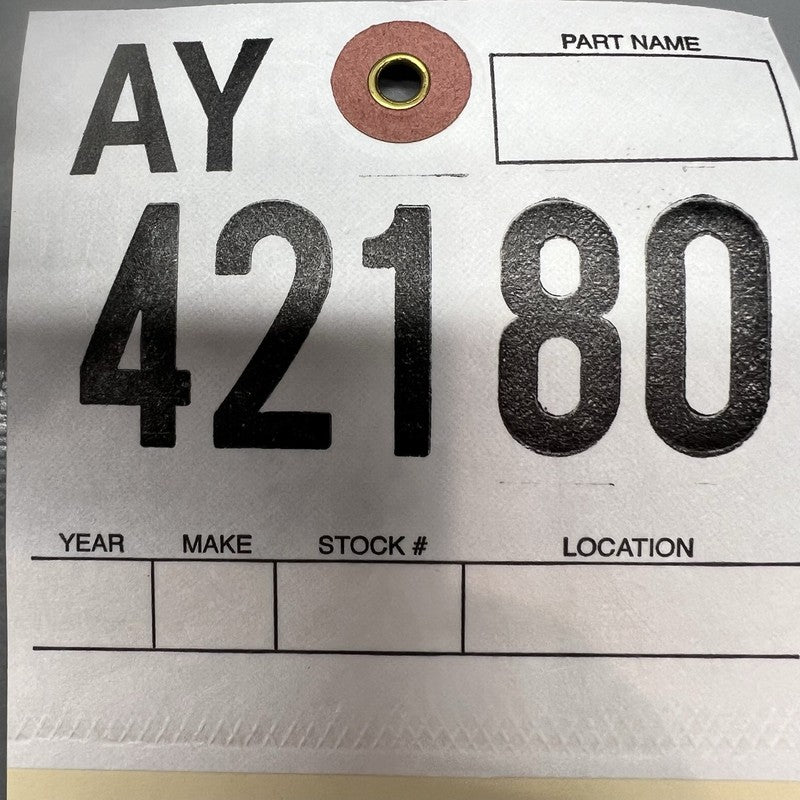 AY
PART NAME
42180
YEAR MAKE STOCK # LOCATION